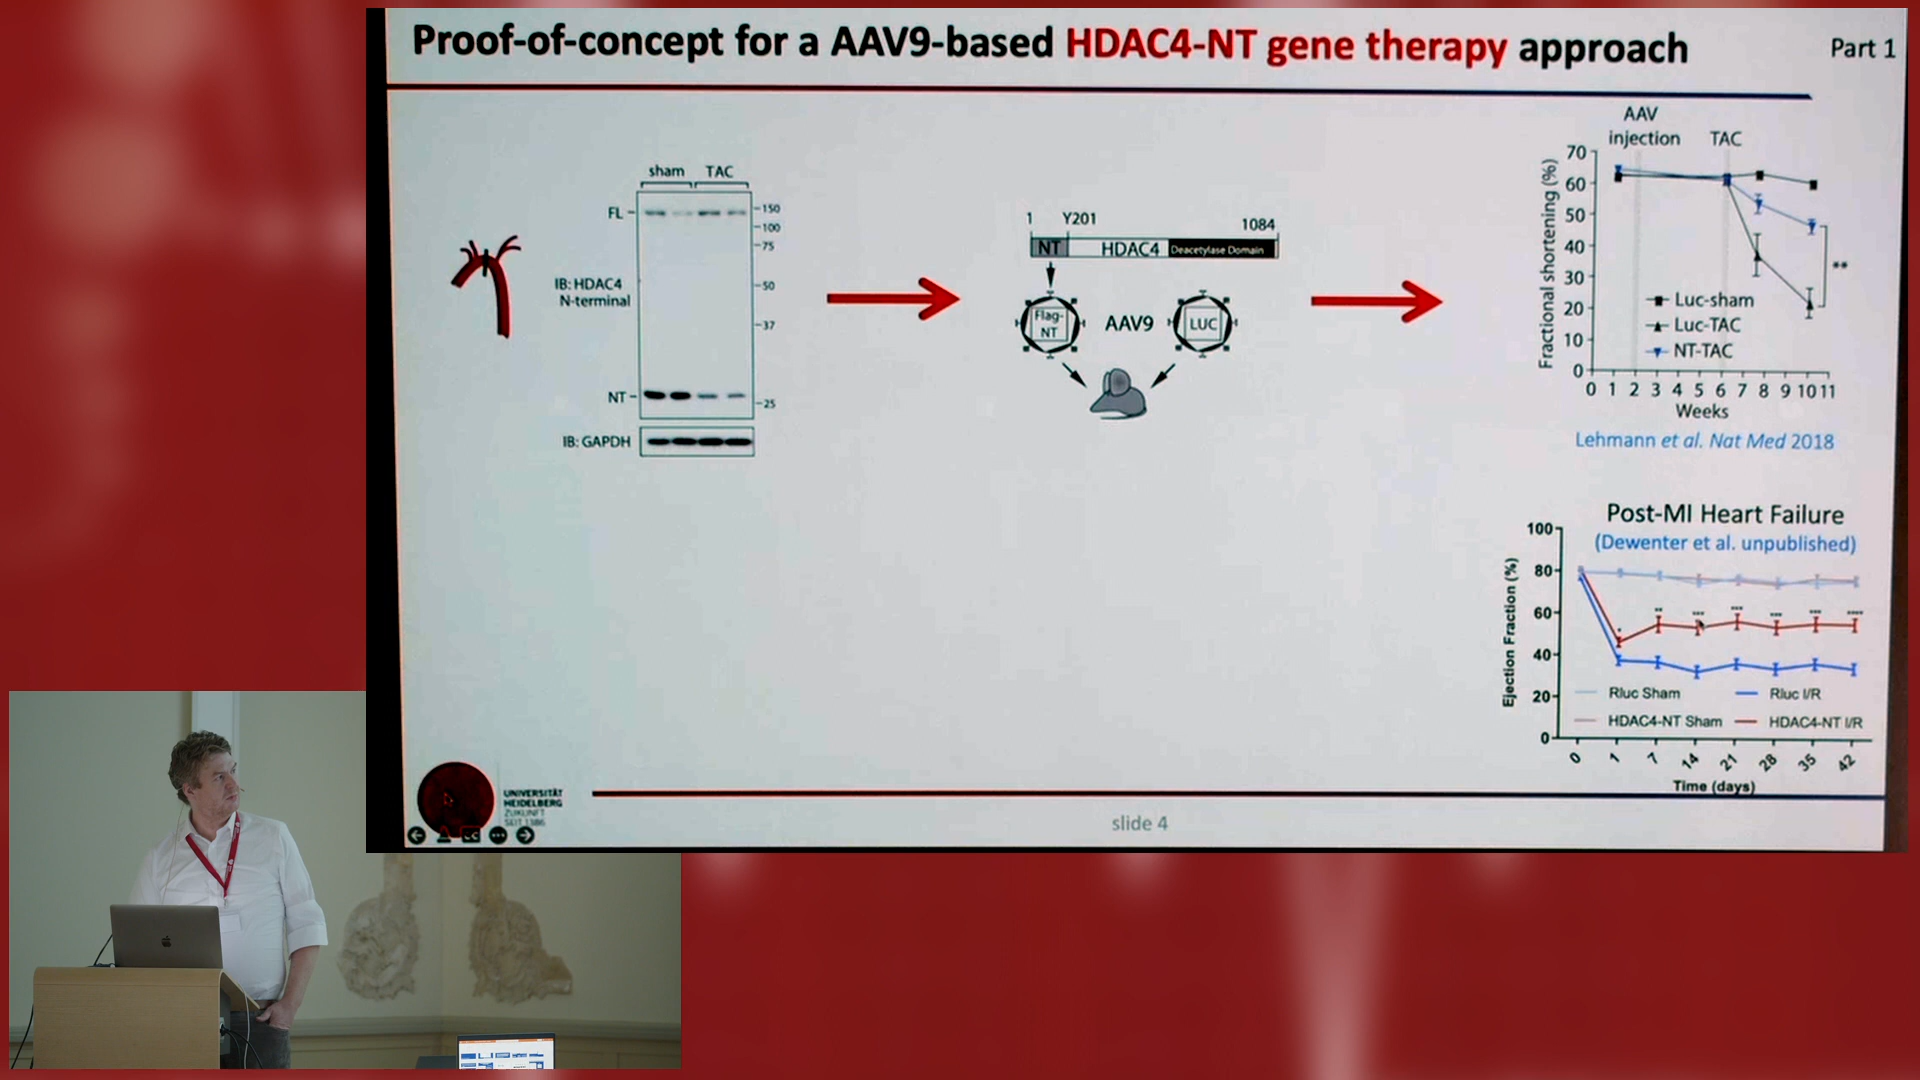 Proof-of-concept for a AAV9-based HDAC4-NT gene therapy approach
Part 1
sham TAC
FL
150
100
75
IB: HDAC4
N-terminal
50
37
NT
25
IB: GAPDH
1 Y201 1084
NT HDAC4 Deacetylase Domain
Flag-
NT
AAV9
LUC
AAV
injection TAC
Fractional shortening (%)
70
60
50
40
30
20
10
0
**
Luc-sham
Luc-TAC
NT-TAC
0 1 2 3 4 5 6 7 8 9 10 11
Weeks
Lehmann et al. Nat Med 2018
Post-MI Heart Failure
(Dewenter et al. unpublished)
Ejection Fraction (%)
100
80
60
40
20
0
* ** *** *** *** *** ****
Rluc Sham Rluc I/R
HDAC4-NT Sham HDAC4-NT I/R
0 1 7 14 21 28 35 42
Time (days)
UNIVERSITÄT
HEIDELBERG
ZUKUNFT
SEIT 1386
slide 4